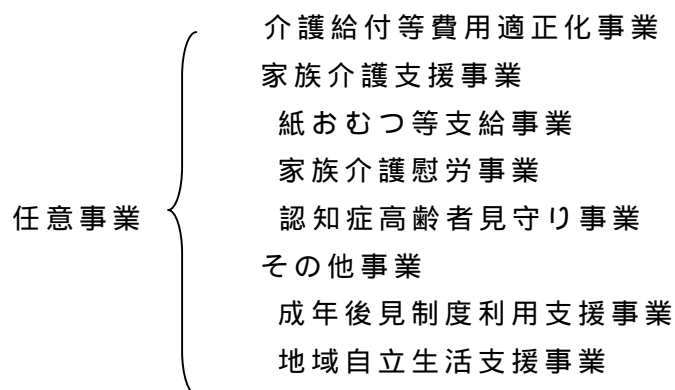 任意事業
介護給付等費用適正化事業
家族介護支援事業
紙おむつ等支給事業
家族介護慰労事業
認知症高齢者見守り事業
その他事業
成年後見制度利用支援事業
地域自立生活支援事業